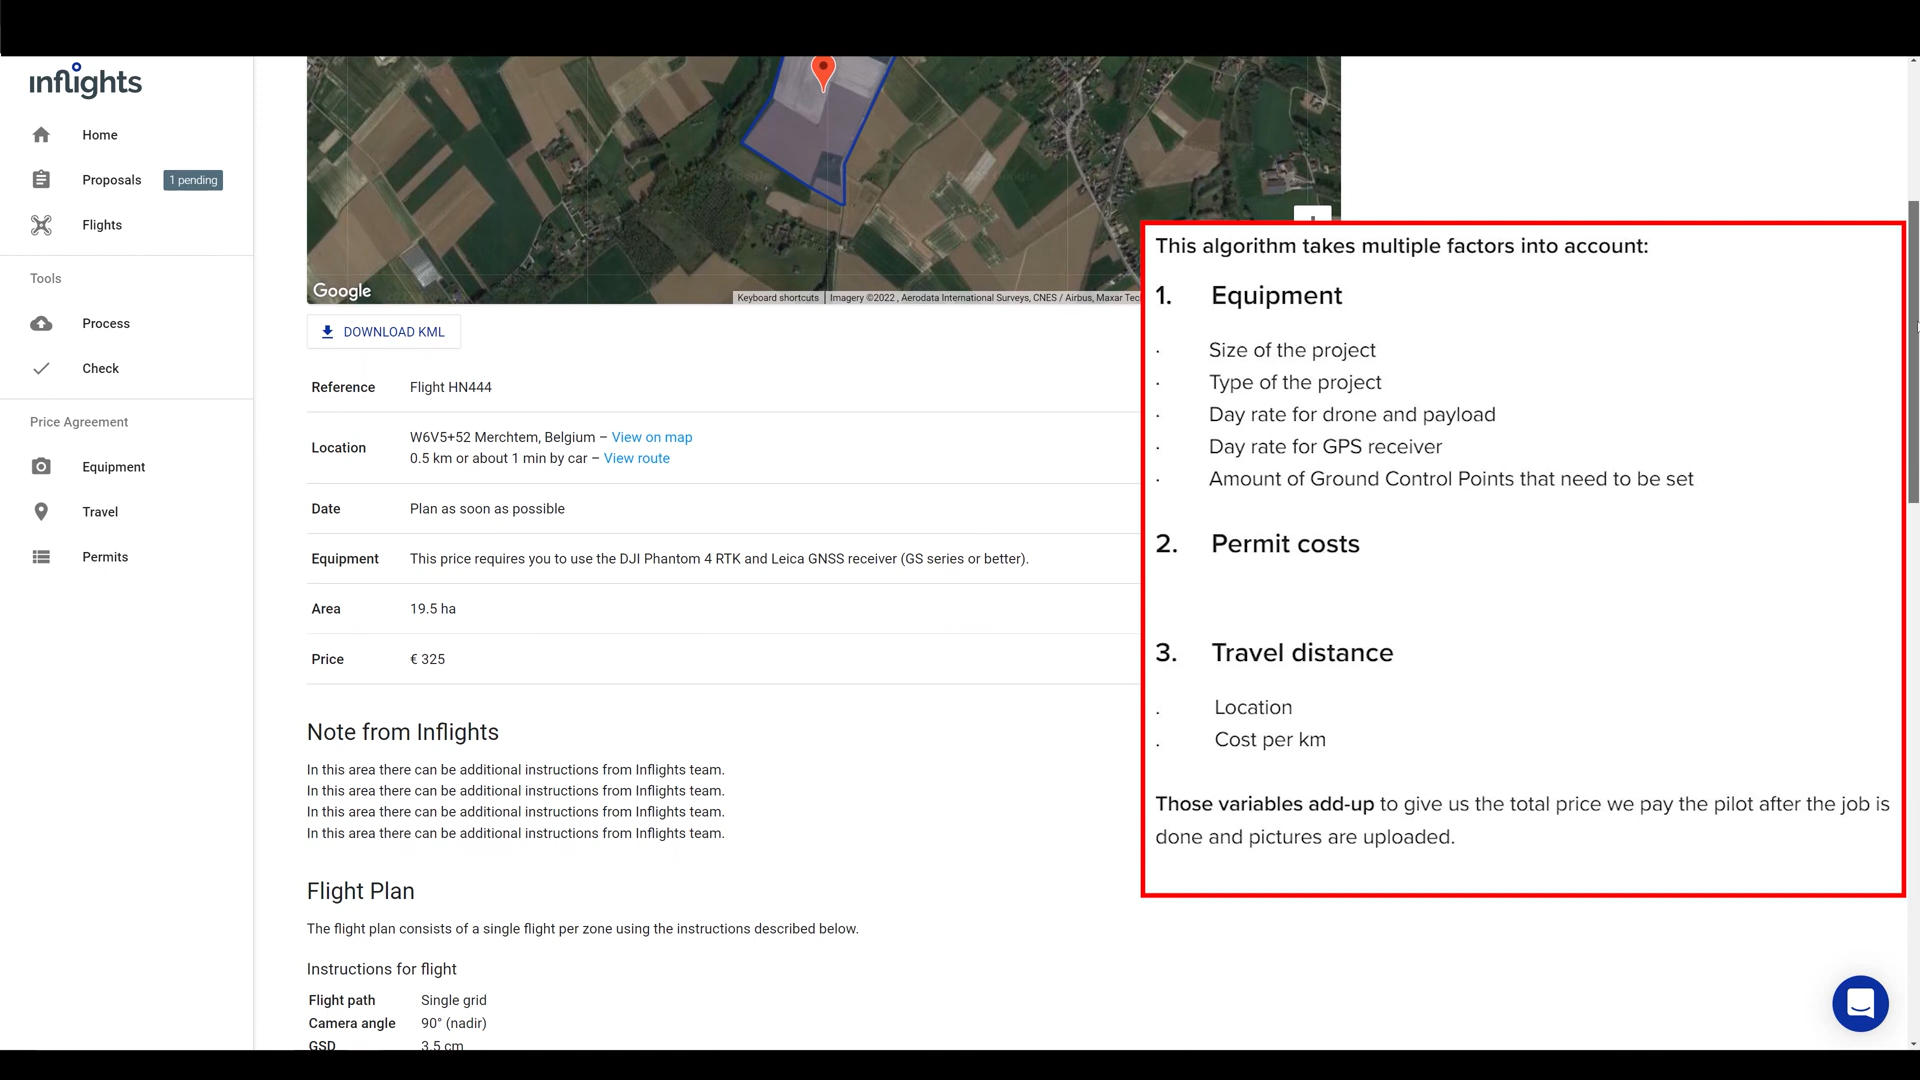 inflights
Home
Proposals 1 pending
Flights
Tools
Process
Check
Price Agreement
Equipment
Travel
Permits
Google
Keyboard shortcuts Imagery ©2022 , Aerodata International Surveys, CNES / Airbus, Maxar Tec
DOWNLOAD KML
Reference Flight HN444
Location W6V5+52 Merchtem, Belgium – View on map
0.5 km or about 1 min by car – View route
Date Plan as soon as possible
Equipment This price requires you to use the DJI Phantom 4 RTK and Leica GNSS receiver (GS series or better).
Area 19.5 ha
Price € 325
Note from Inflights
In this area there can be additional instructions from Inflights team.
In this area there can be additional instructions from Inflights team.
In this area there can be additional instructions from Inflights team.
In this area there can be additional instructions from Inflights team.
Flight Plan
The flight plan consists of a single flight per zone using the instructions described below.
Instructions for flight
Flight path Single grid
Camera angle 90° (nadir)
GSD 3.5 cm
This algorithm takes multiple factors into account:
1. Equipment
· Size of the project
· Type of the project
· Day rate for drone and payload
· Day rate for GPS receiver
· Amount of Ground Control Points that need to be set
2. Permit costs
3. Travel distance
. Location
. Cost per km
Those variables add-up to give us the total price we pay the pilot after the job is
done and pictures are uploaded.